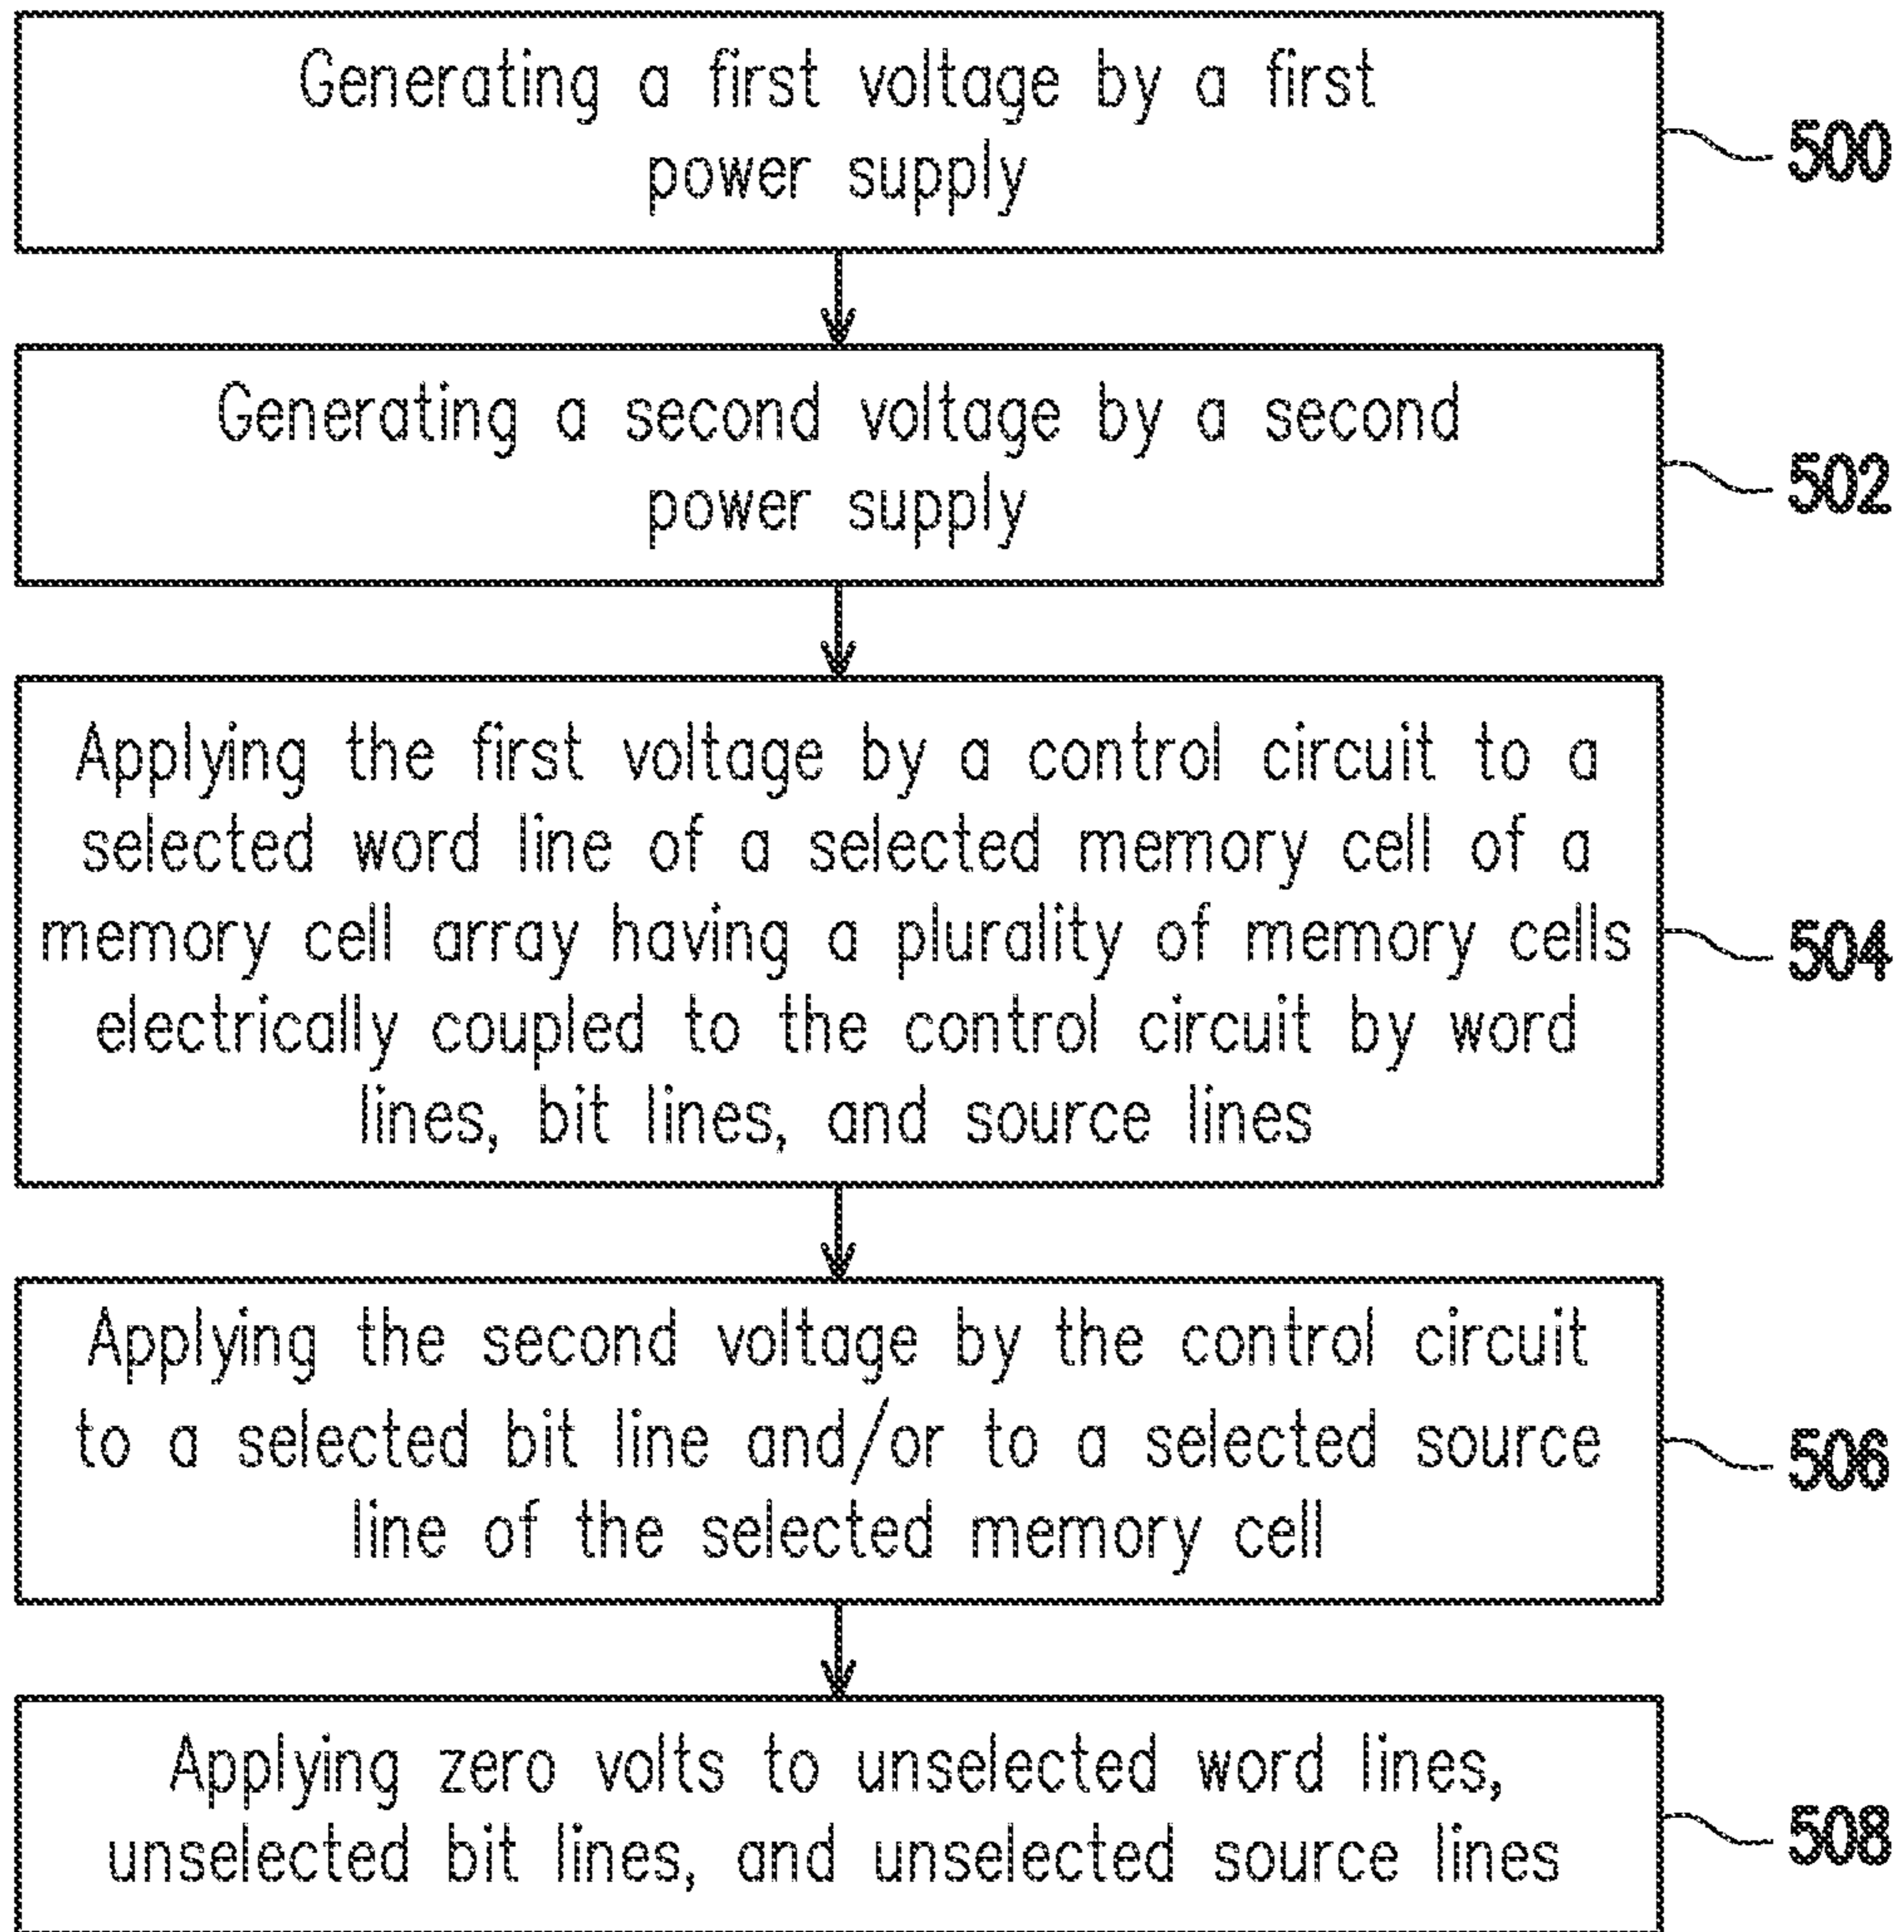 Generating a first voltage by a first
power supply
500
Generating a second voltage by a second
power supply
502
Applying the first voltage by a control circuit to a
selected word line of a selected memory cell of a
memory cell array having a plurality of memory cells
electrically coupled to the control circuit by word
lines, bit lines, and source lines
504
Applying the second voltage by the control circuit
to a selected bit line and/or to a selected source
line of the selected memory cell
506
Applying zero volts to unselected word lines,
unselected bit lines, and unselected source lines
508